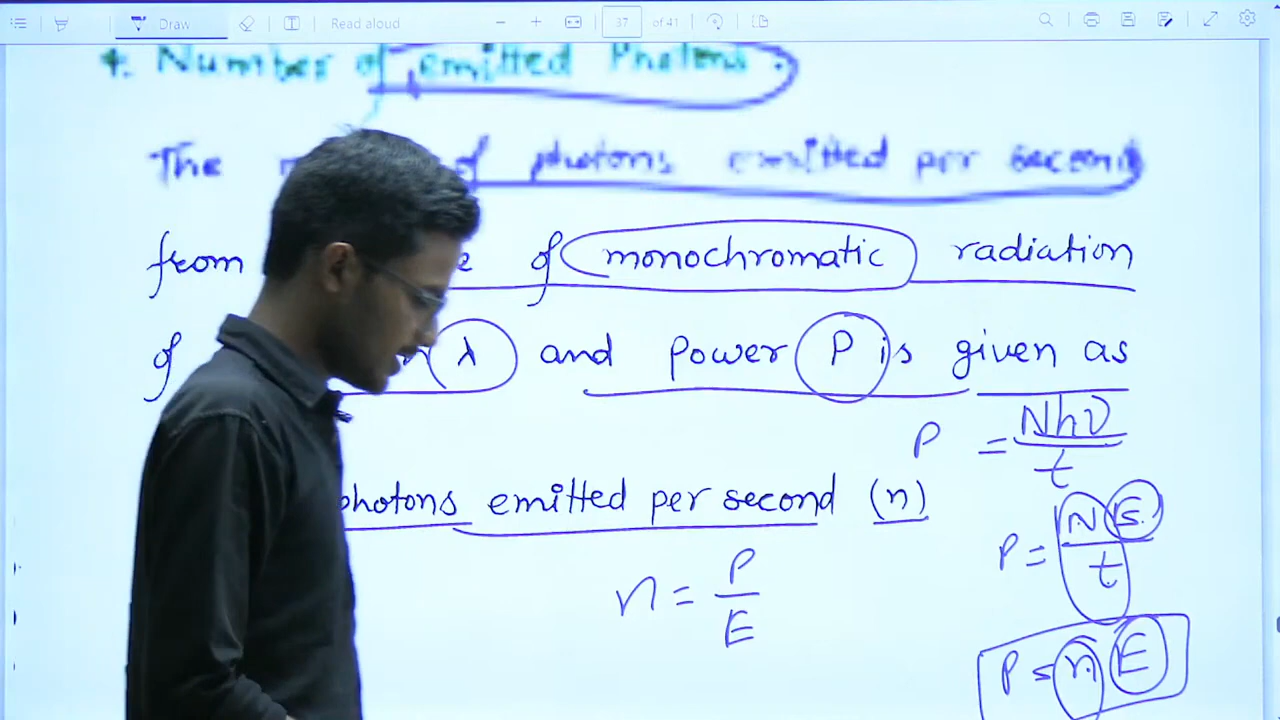 Draw
Read aloud
37 of 41
4. Number of emitted Photons.
The of photons emitted per second
from of monochromatic radiation
of λ and power P is given as
P = Nhν/t
photons emitted per second (n)
P = N E/t
n = P/E
P = n E